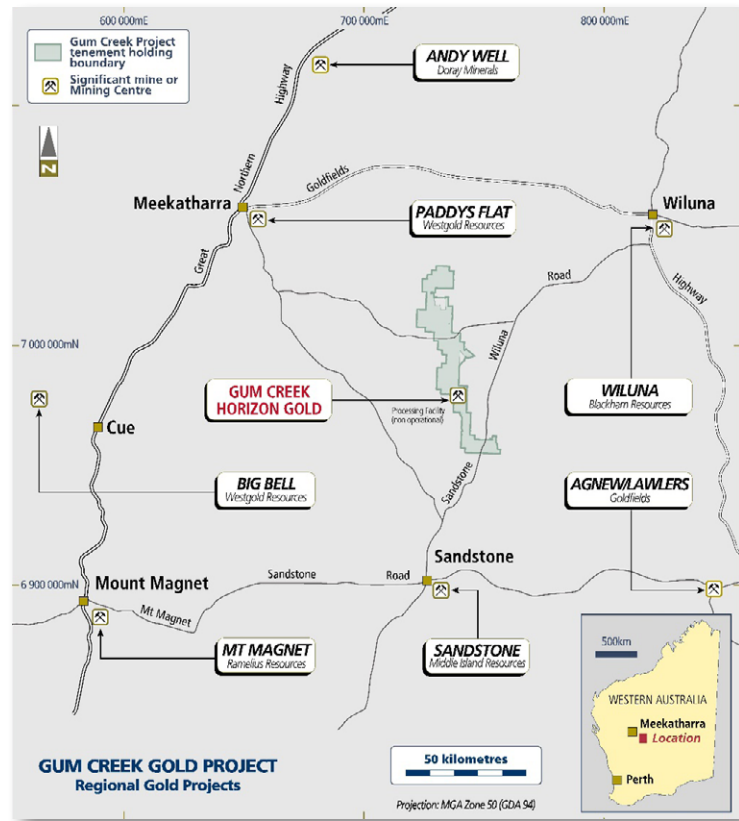 600 000mE
700 000mE
800 000mE
Gum Creek Project
tenement holding
boundary
Significant mine or
Mining Centre
ANDY WELL
Doray Minerals
Highway
Northern
Great
N
Goldfields
Meekatharra
PADDYS FLAT
Westgold Resources
Wiluna
Road
Wiluna
Sandstone
Highway
7 000 000mN
GUM CREEK
HORIZON GOLD
Processing Facility
(non operational)
WILUNA
Blackham Resources
Cue
BIG BELL
Westgold Resources
AGNEW/LAWLERS
Goldfields
Sandstone
6 900 000mN
Mount Magnet
Mt Magnet
Sandstone
Road
MT MAGNET
Ramelius Resources
SANDSTONE
Middle Island Resources
500km
WESTERN AUSTRALIA
Meekatharra
Location
Perth
GUM CREEK GOLD PROJECT
Regional Gold Projects
50 kilometres
Projection: MGA Zone 50 (GDA 94)